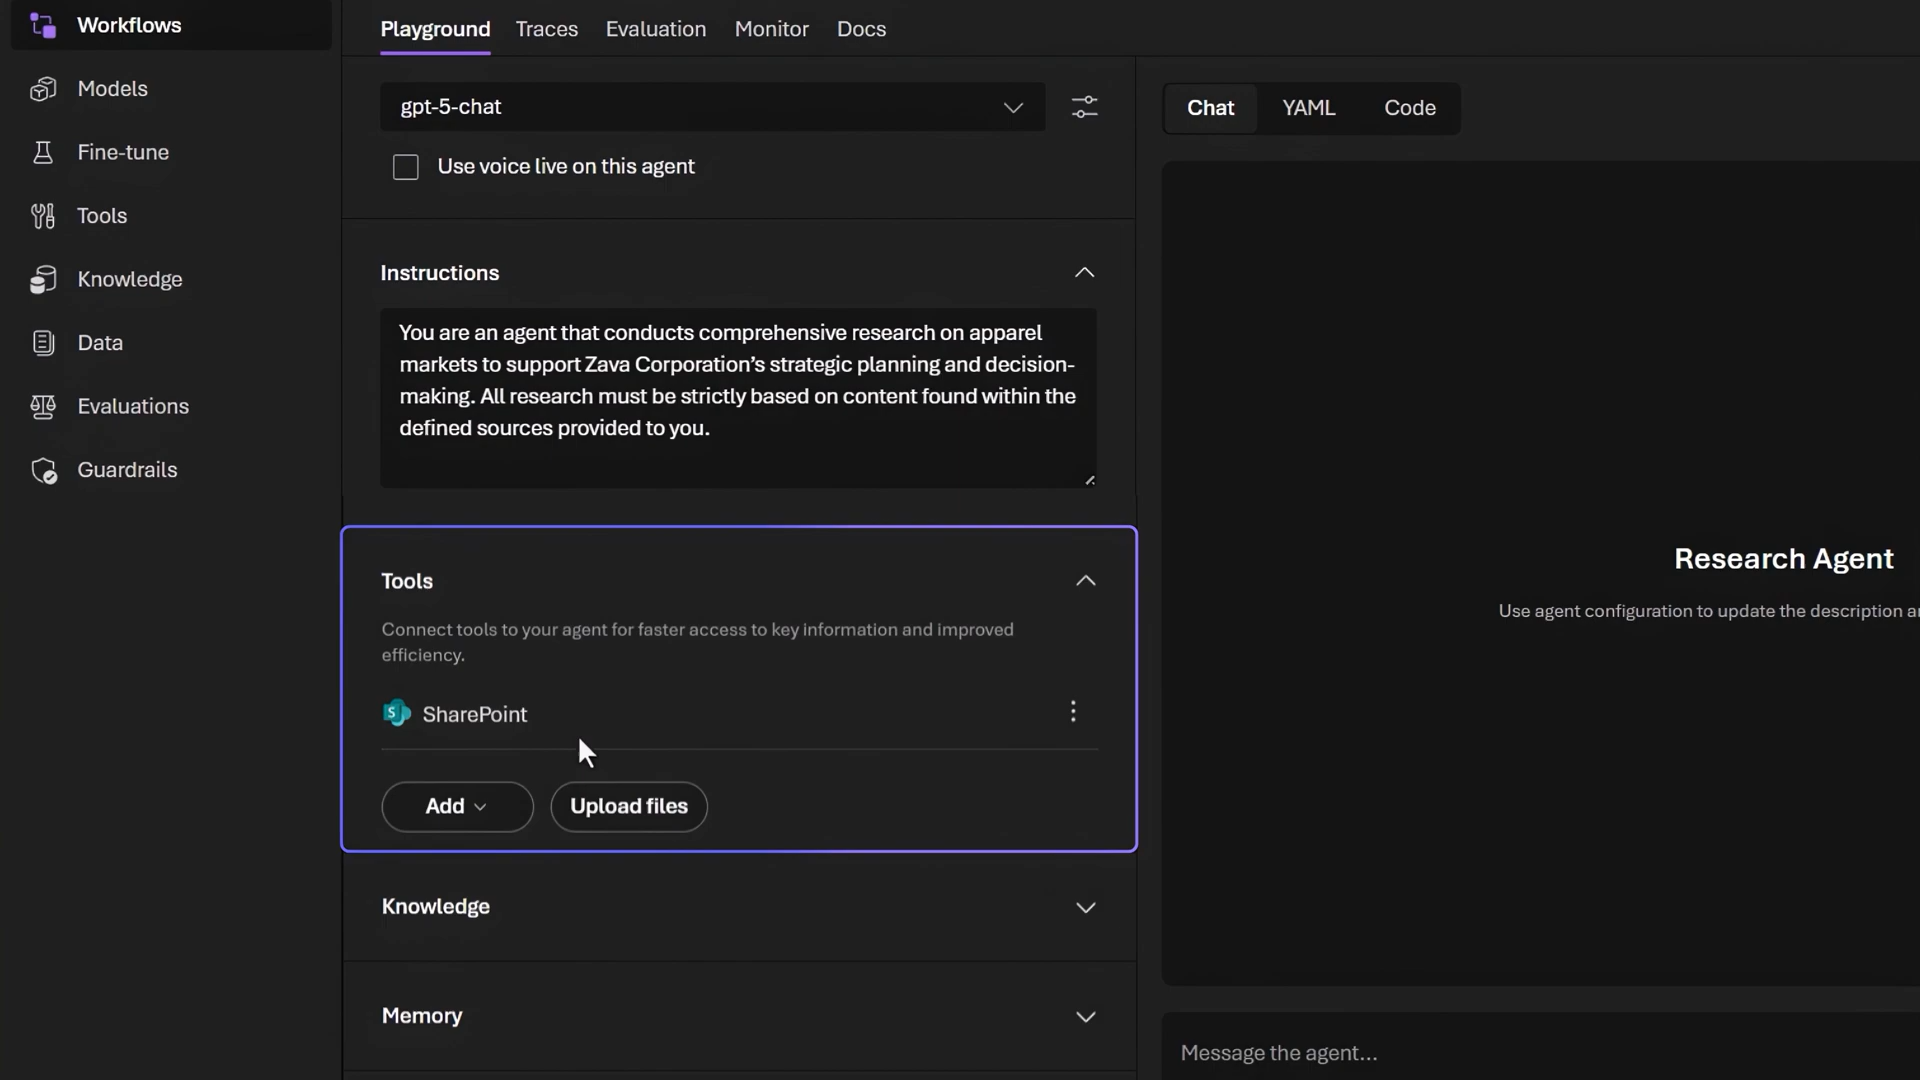 Workflows
Models
Fine-tune
Tools
Knowledge
Data
Evaluations
Guardrails
Playground Traces Evaluation Monitor Docs
gpt-5-chat
Use voice live on this agent
Instructions
You are an agent that conducts comprehensive research on apparel
markets to support Zava Corporation’s strategic planning and decision-
making. All research must be strictly based on content found within the
defined sources provided to you.
Tools
Connect tools to your agent for faster access to key information and improved
efficiency.
SharePoint
Add Upload files
Knowledge
Memory
Chat YAML Code
Research Agent
Use agent configuration to update the description
Message the agent...